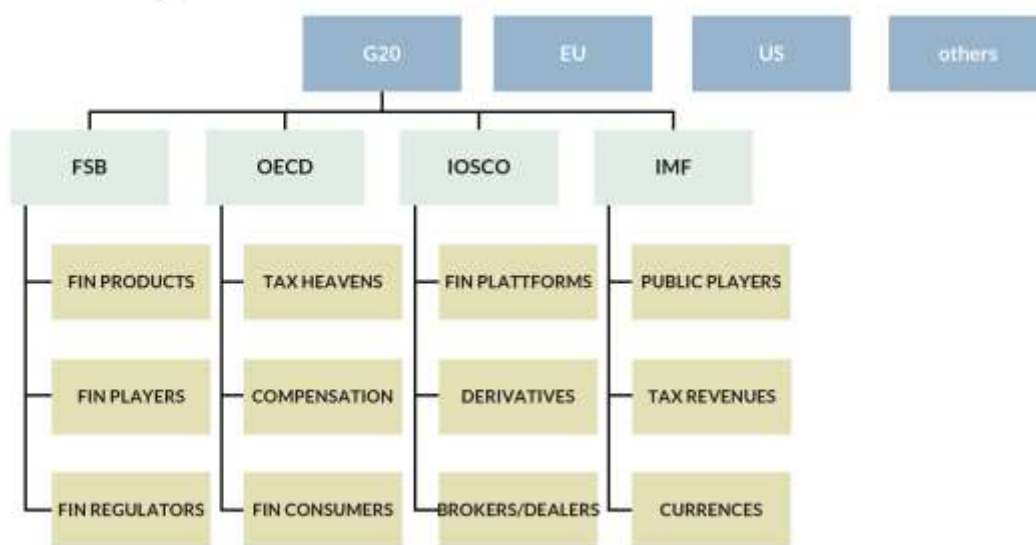 G20
EU
US
others
FSB
OECD
IOSCO
IMF
FIN PRODUCTS
TAX HEAVENS
FIN PLATTFORMS
PUBLIC PLAYERS
FIN PLAYERS
COMPENSATION
DERIVATIVES
TAX REVENUES
FIN REGULATORS
FIN CONSUMERS
BROKERS/DEALERS
CURRENCES